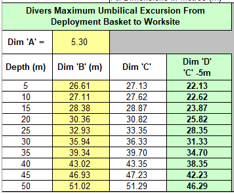 Divers Maximum Umbilical Excursion From
Deployment Basket to Worksite
Dim 'A' = 5.30
Depth (m) Dim 'B' (m) Dim 'C' Dim 'D'
'C' -5m
5 26.61 27.13 22.13
10 27.11 27.62 22.62
15 28.38 28.87 23.87
20 30.36 30.82 25.82
25 32.93 33.35 28.35
30 35.94 36.33 31.33
35 39.34 39.70 34.70
40 43.02 43.35 38.35
45 46.93 47.23 42.23
50 51.02 51.29 46.29